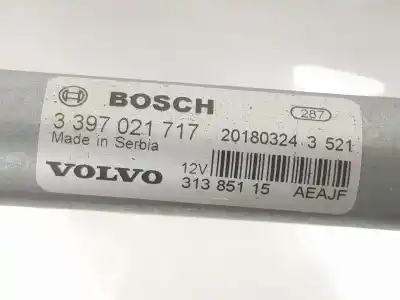 BOSCH 287
3 397 021 717 20180324 3 521
Made in Serbia
VOLVO 12V
313 851 15 AEAJF